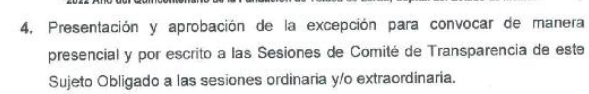 4. Presentación y aprobación de la excepción para convocar de manera
presencial y por escrito a las Sesiones de Comité de Transparencia de este
Sujeto Obligado a las sesiones ordinaria y/o extraordinaria.